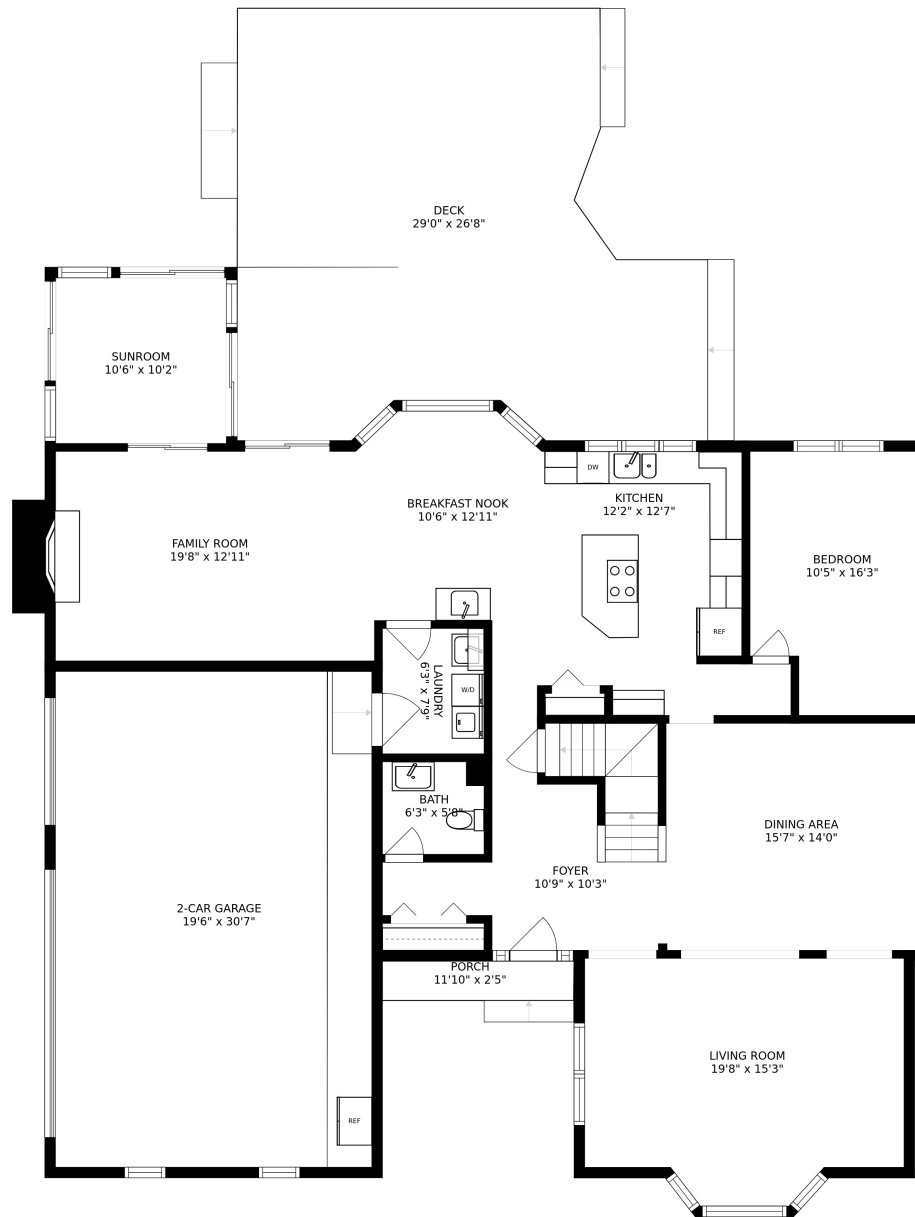 DECK
29'0" x 26'8"
SUNROOM
10'6" x 10'2"
BREAKFAST NOOK
10'6" x 12'11"
DW
KITCHEN
12'2" x 12'7"
FAMILY ROOM
19'8" x 12'11"
BEDROOM
10'5" x 16'3"
REF
LAUNDRY
6'3" x 7'9"
W/D
BATH
6'3" x 5'8"
DINING AREA
15'7" x 14'0"
FOYER
10'9" x 10'3"
2-CAR GARAGE
19'6" x 30'7"
PORCH
11'10" x 2'5"
LIVING ROOM
19'8" x 15'3"
REF